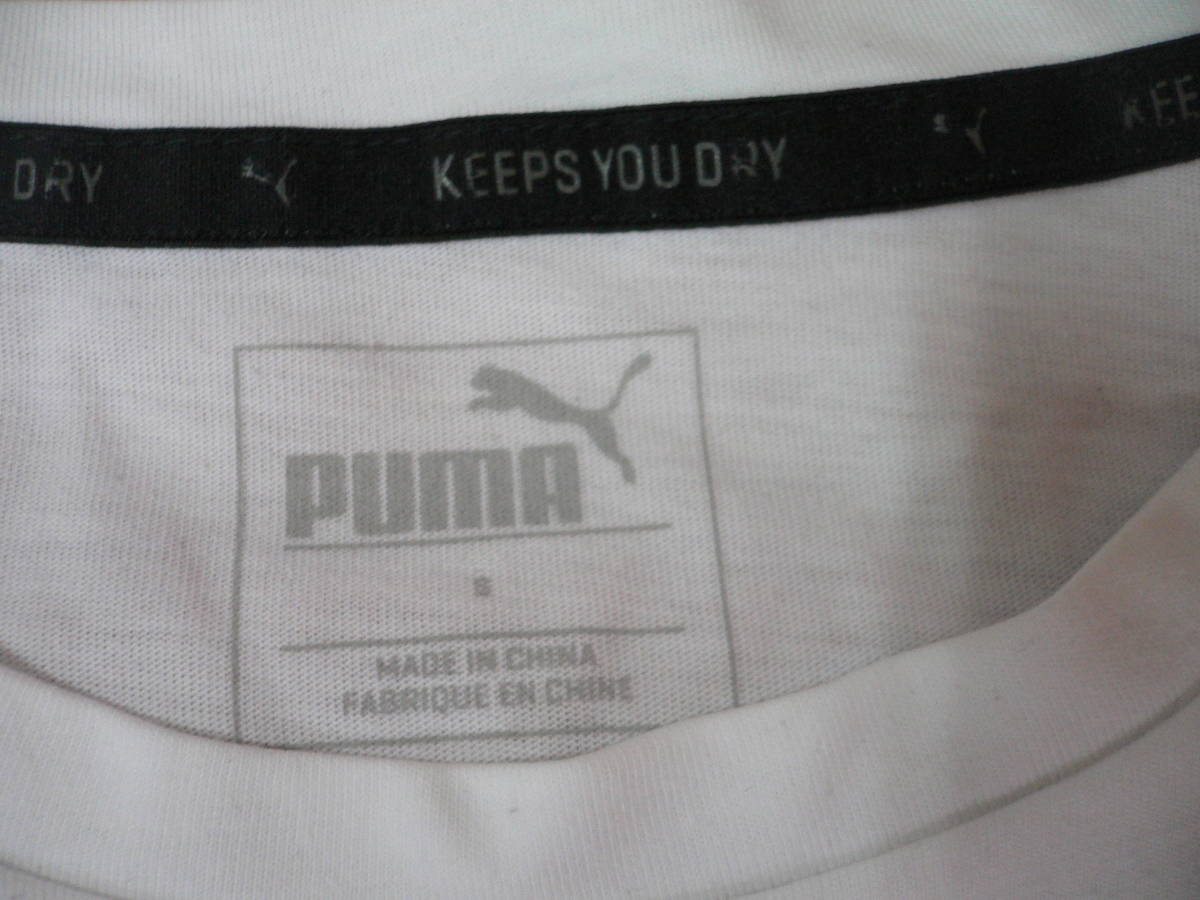 DRY KEEPS YOU DRY KEE
PUMA
S
MADE IN CHINA
FABRIQUE EN CHINE